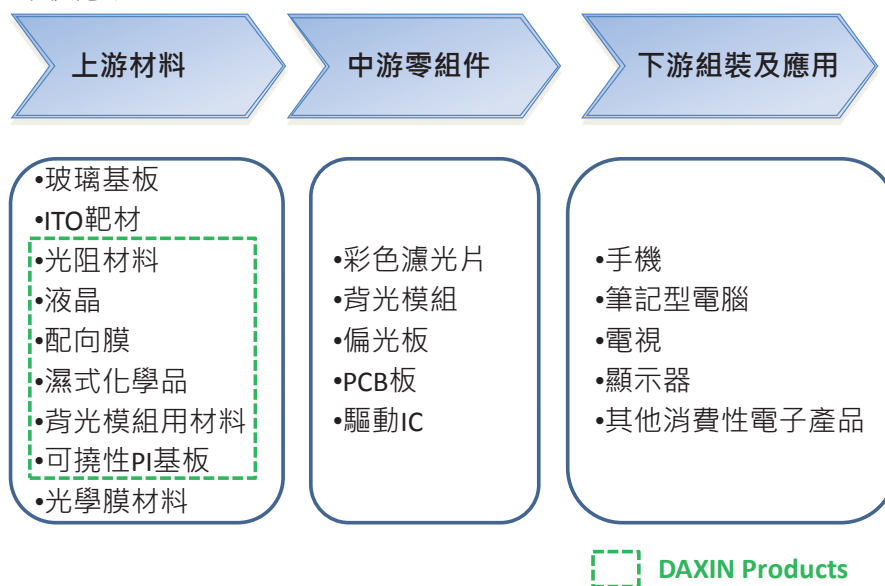 上游材料
中游零組件
下游組裝及應用
•玻璃基板
•ITO靶材
•光阻材料
•液晶
•配向膜
•濕式化學品
•背光模組用材料
•可撓性PI基板
•光學膜材料
•彩色濾光片
•背光模組
•偏光板
•PCB板
•驅動IC
•手機
•筆記型電腦
•電視
•顯示器
•其他消費性電子產品
DAXIN Products